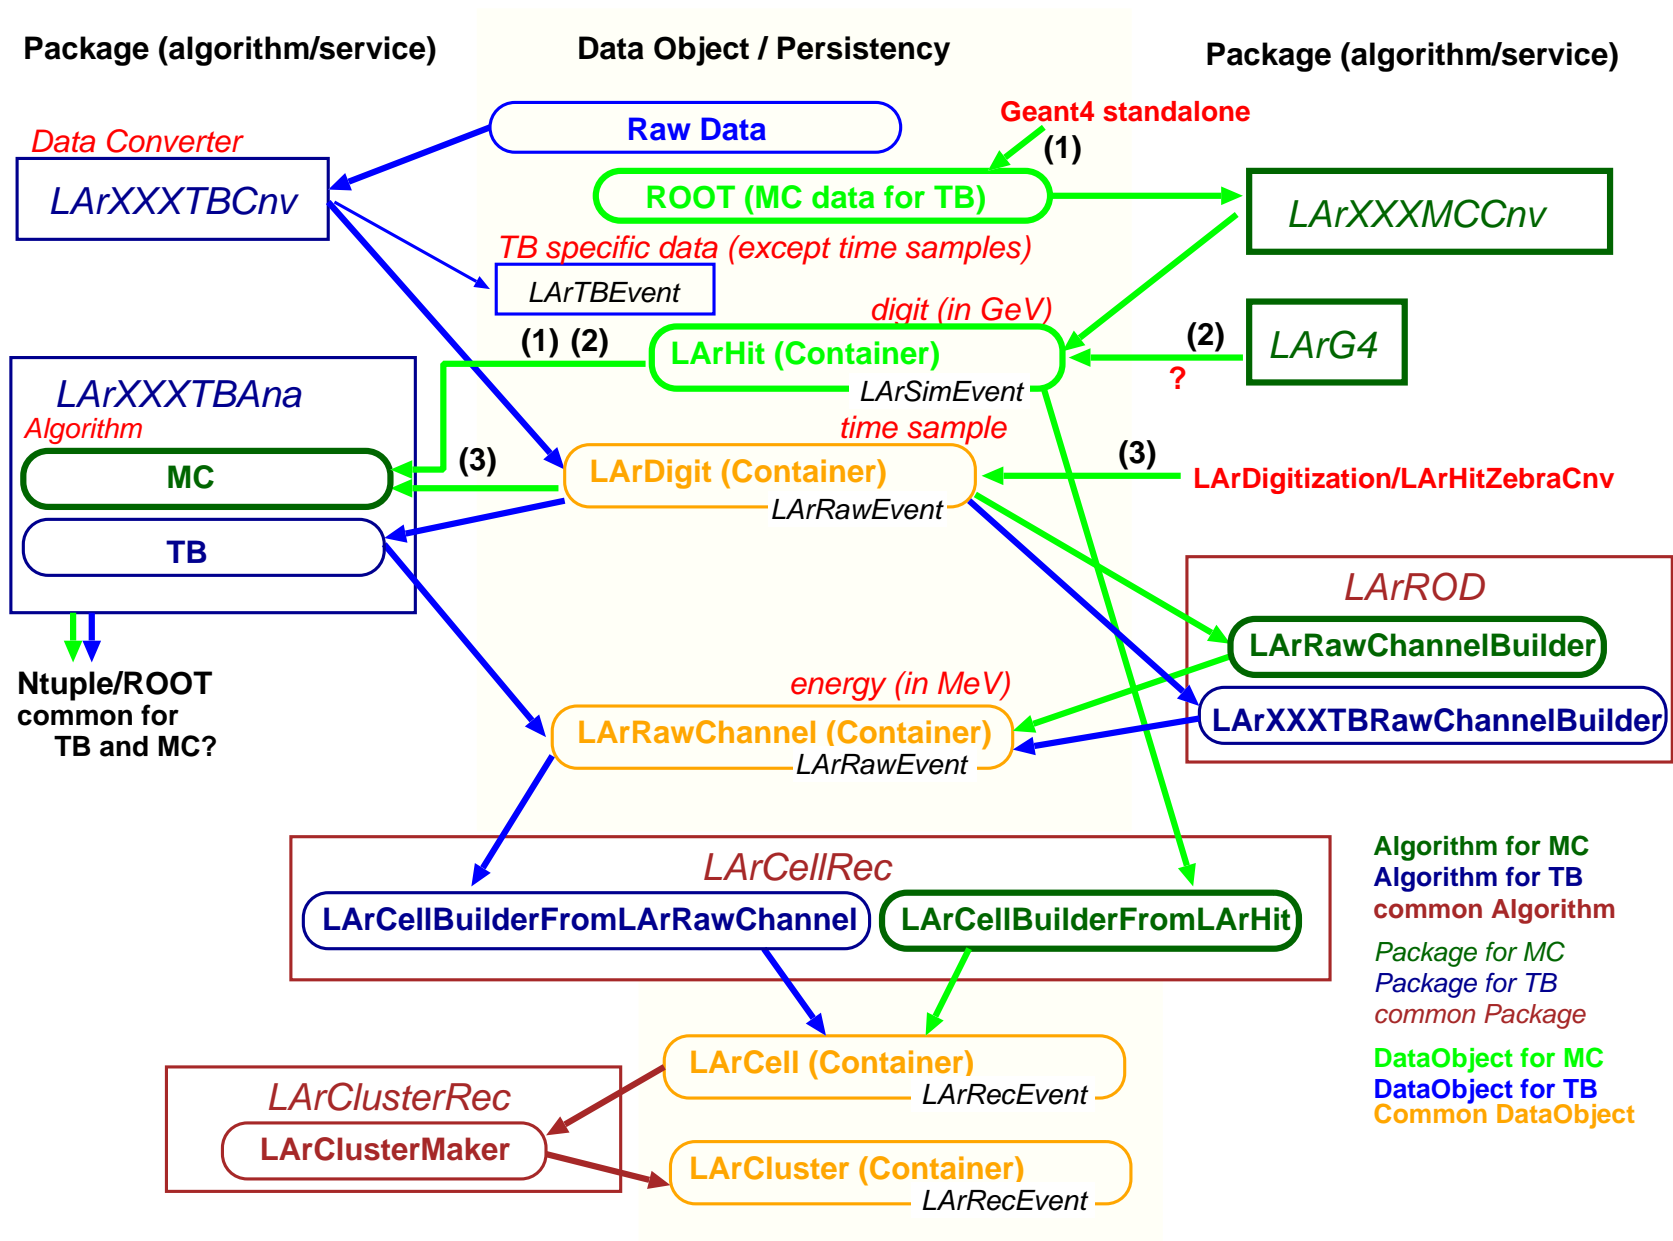 Package (algorithm/service)
Data Object / Persistency
Package (algorithm/service)
Geant4 standalone
Raw Data
Data Converter
(1)
LArXXXTBCnv
ROOT (MC data for TB)
LArXXXMCCnv
TB specific data (except time samples)
LArTBEvent
digit (in GeV)
(1) (2)
LArHit (Container)
(2)
LArG4
?
LArSimEvent
LArXXXTBAna
Algorithm
time sample
MC
(3)
LArDigit (Container)
(3)
LArDigitization/LArHitZebraCnv
LArRawEvent
TB
LArROD
LArRawChannelBuilder
Ntuple/ROOT
common for
TB and MC?
energy (in MeV)
LArRawChannel (Container)
LArXXXTBRawChannelBuilder
LArRawEvent
LArCellRec
LArCellBuilderFromLArRawChannel
LArCellBuilderFromLArHit
Algorithm for MC
Algorithm for TB
common Algorithm
Package for MC
Package for TB
common Package
DataObject for MC
DataObject for TB
Common DataObject
LArCell (Container)
LArRecEvent
LArClusterRec
LArClusterMaker
LArCluster (Container)
LArRecEvent